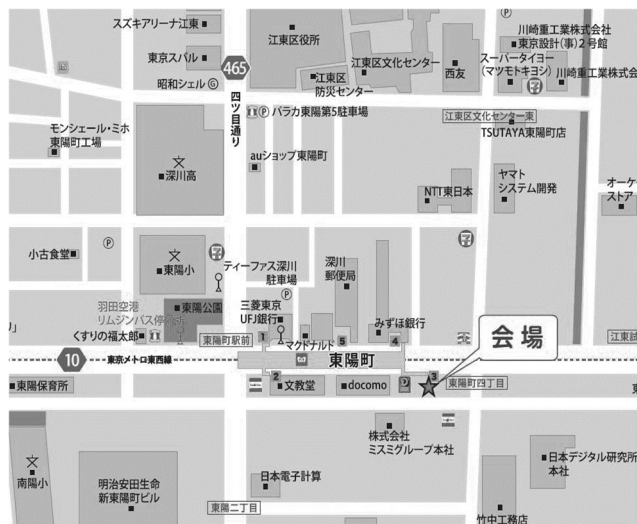 スズキアリーナ江東
東京スバル
昭和シェル
465
四ツ目通り
江東区役所
江東区
防災センター
江東区文化センター
西友
P
川崎重工業株式会社
東京設計(事)2号館
スーパータイヨー
(マツモトキヨシ)
川崎重工業株式会
P
パラカ東陽第5駐車場
江東区文化センター東
TSUTAYA東陽町店
モンシェール・ミホ
東陽町工場
深川高
auショップ東陽町
NTT東日本
ヤマト
システム開発
オーケ
ストア
小古食堂
P
東陽小
ティーファス深川
駐車場
P
深川
郵便局
羽田空港
リムジンバス停
東陽公園
くすりの福太郎
三菱東京
UFJ銀行
みずほ銀行
東陽町駅前
1
マクドナルド
5
4
会場
10
東京メトロ東西線
東陽町
江東試
東陽保育所
2
文教堂
docomo
3
東陽町四丁目
株式会社
ミスミグループ本社
南陽小
明治安田生命
新東陽町ビル
日本電子計算
日本デジタル研究所
本社
東陽二丁目
竹中工務店